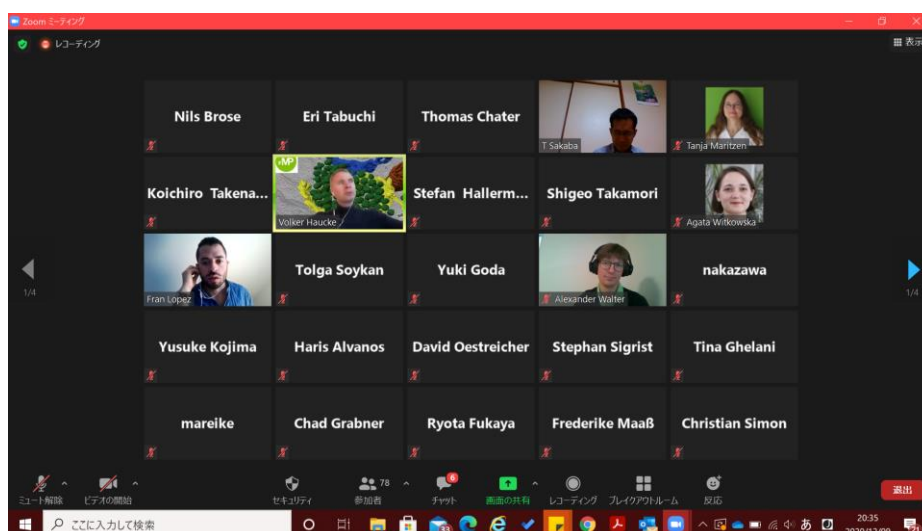 Zoom ミーティング
レコーディング
表示
Nils Brose
Eri Tabuchi
Thomas Chater
T Sakaba
Tanja Maritzen
Koichiro Takena...
MP
Volker Haucke
Stefan Hallerm...
Shigeo Takamori
Agata Witkowska
Fran Lopez
Tolga Soykan
Yuki Goda
Alexander Walter
nakazawa
1/4
1/4
Yusuke Kojima
Haris Alvanos
David Oestreicher
Stephan Sigrist
Tina Ghelani
mareike
Chad Grabner
Ryota Fukaya
Frederike Maaß
Christian Simon
ミュート解除
ビデオの開始
セキュリティ
78
参加者
6
チャット
画面の共有
レコーディング
ブレイクアウトルーム
反応
退出
ここに入力して検索
あ
20:35